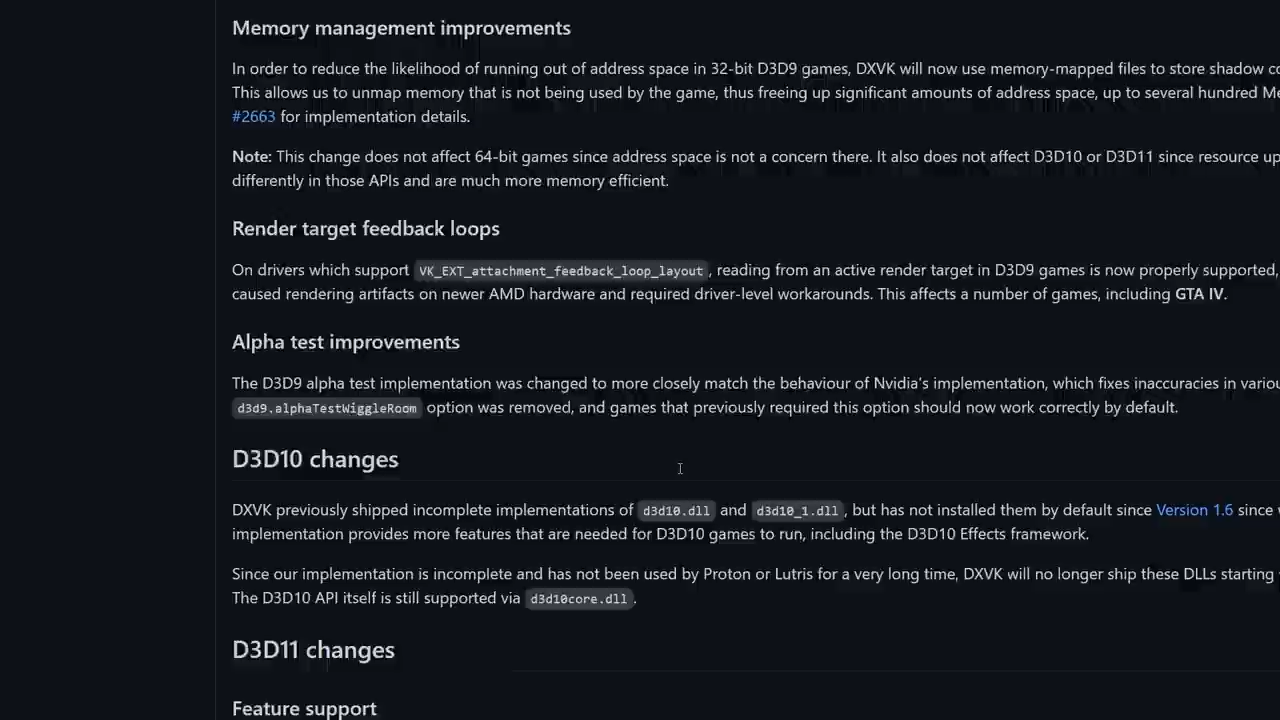 Memory management improvements
In order to reduce the likelihood of running out of address space in 32-bit D3D9 games, DXVK will now use memory-mapped files to store shadow
This allows us to unmap memory that is not being used by the game, thus freeing up significant amounts of address space, up to several hundred
#2663 for implementation details.
Note: This change does not affect 64-bit games since address space is not a concern there. It also does not affect D3D10 or D3D11 since resource
differently in those APIs and are much more memory efficient.
Render target feedback loops
On drivers which support VK_EXT_attachment_feedback_loop_layout, reading from an active render target in D3D9 games is now properly supported,
caused rendering artifacts on newer AMD hardware and required driver-level workarounds. This affects a number of games, including GTA IV.
Alpha test improvements
The D3D9 alpha test implementation was changed to more closely match the behaviour of Nvidia's implementation, which fixes inaccuracies in
d3d9.alphaTestWiggleRoom option was removed, and games that previously required this option should now work correctly by default.
D3D10 changes
DXVK previously shipped incomplete implementations of d3d10.dll and d3d10_1.dll, but has not installed them by default since Version 1.6 since
implementation provides more features that are needed for D3D10 games to run, including the D3D10 Effects framework.
Since our implementation is incomplete and has not been used by Proton or Lutris for a very long time, DXVK will no longer ship these DLLs starting
The D3D10 API itself is still supported via d3d10core.dll.
D3D11 changes
Feature support